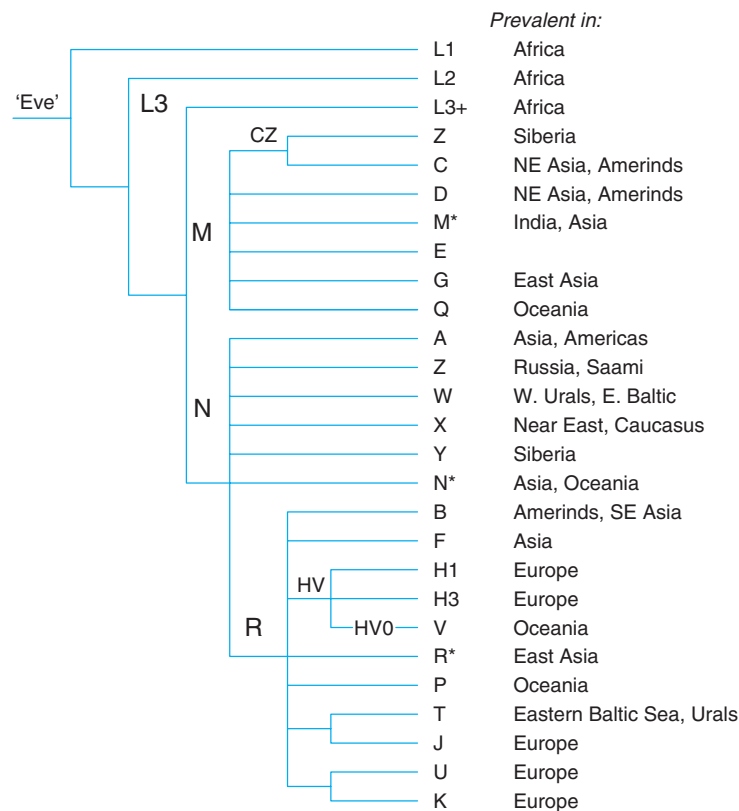 Prevalent in:
L1 Africa
L2 Africa
'Eve' L3
L3+ Africa
CZ
Z Siberia
C NE Asia, Amerinds
D NE Asia, Amerinds
M
M* India, Asia
E
G East Asia
Q Oceania
A Asia, Americas
Z Russia, Saami
W W. Urals, E. Baltic
N
X Near East, Caucasus
Y Siberia
N* Asia, Oceania
B Amerinds, SE Asia
F Asia
HV
H1 Europe
H3 Europe
R HV0 V Oceania
R* East Asia
P Oceania
T Eastern Baltic Sea, Urals
J Europe
U Europe
K Europe